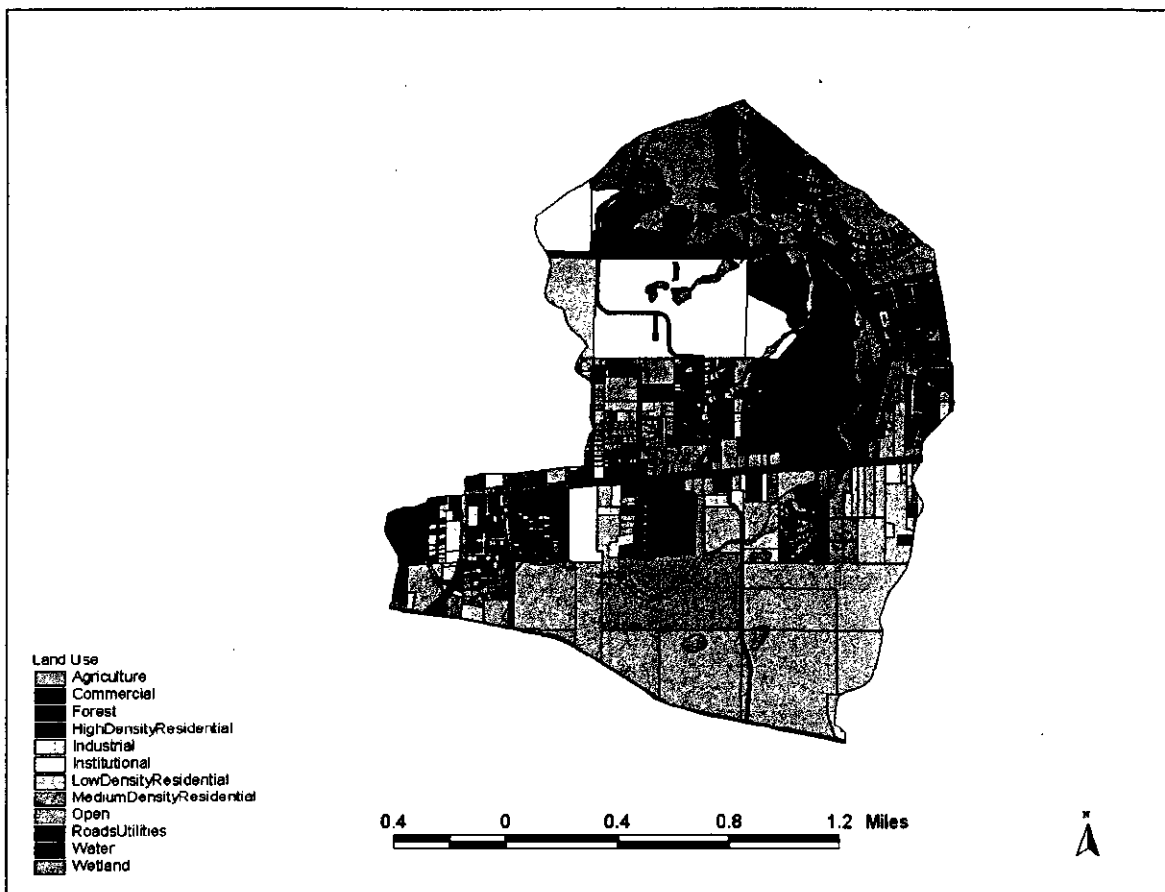 Land Use
Agriculture
Commercial
Forest
HighDensityResidential
Industrial
Institutional
LowDensityResidential
MediumDensityResidential
Open
RoadsUtilities
Water
Wetland
0.4 0 0.4 0.8 1.2 Miles
N